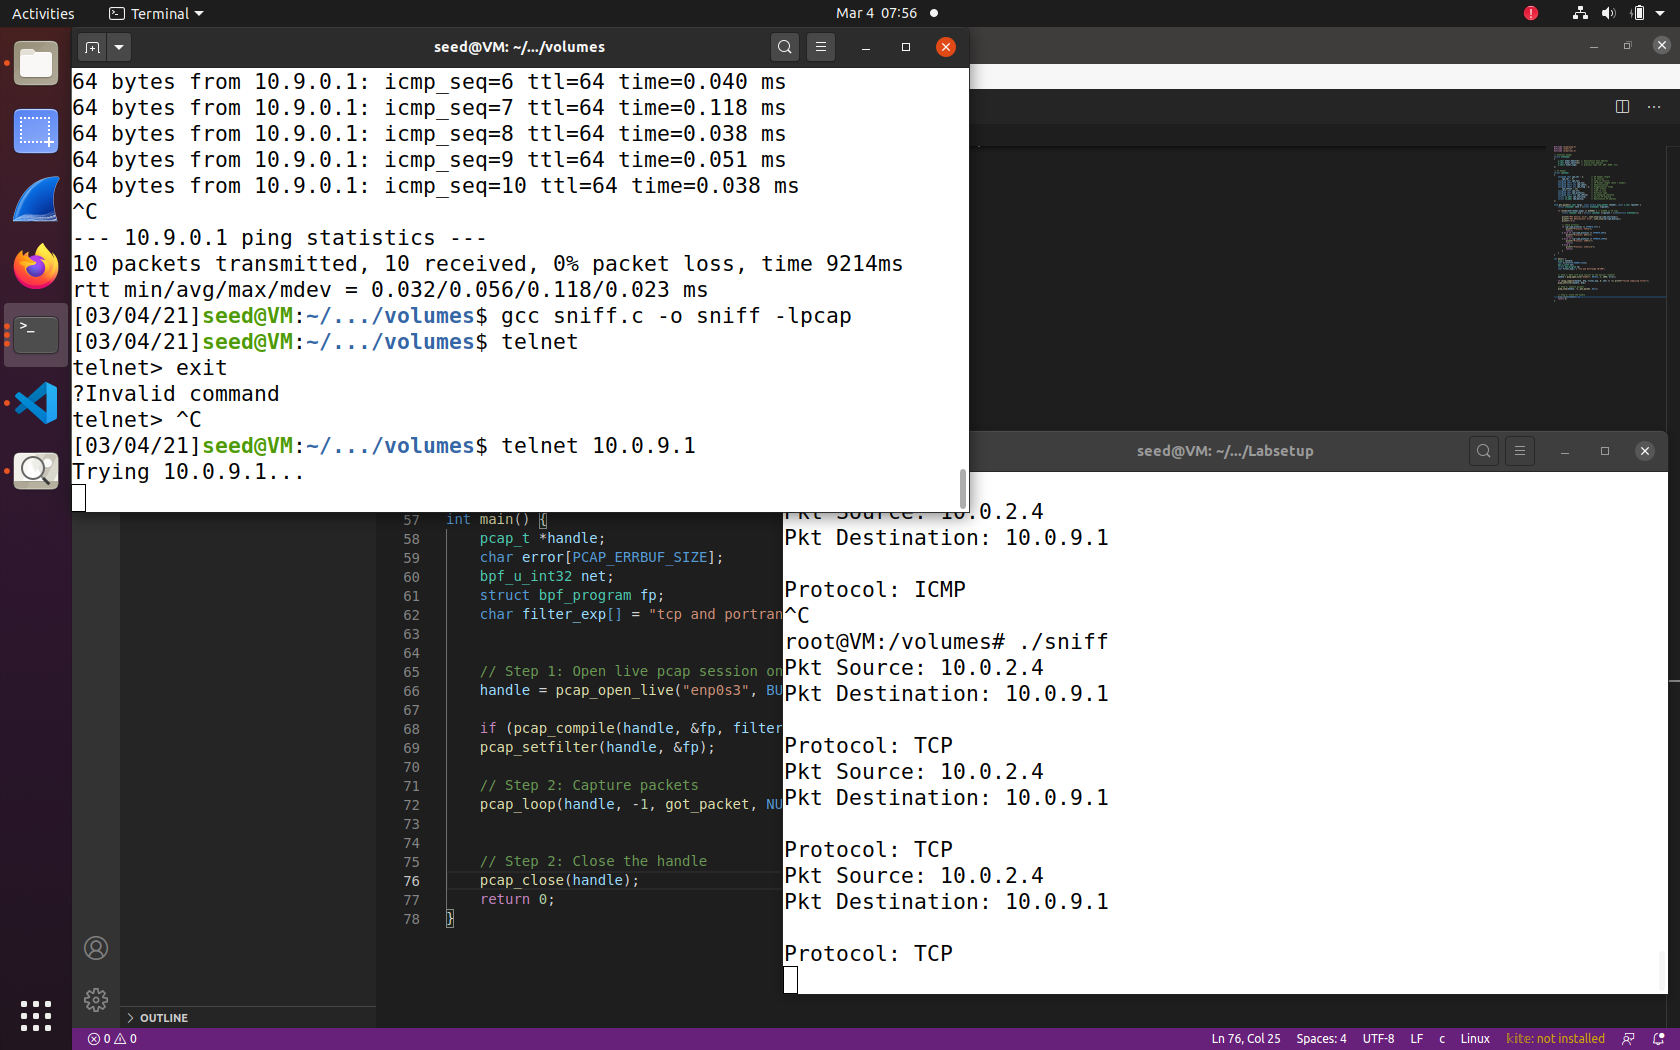 Activities
Terminal
Mar 4 07:56
seed@VM: ~/.../volumes
64 bytes from 10.9.0.1: icmp_seq=6 ttl=64 time=0.040 ms
64 bytes from 10.9.0.1: icmp_seq=7 ttl=64 time=0.118 ms
64 bytes from 10.9.0.1: icmp_seq=8 ttl=64 time=0.038 ms
64 bytes from 10.9.0.1: icmp_seq=9 ttl=64 time=0.051 ms
64 bytes from 10.9.0.1: icmp_seq=10 ttl=64 time=0.038 ms
^C
--- 10.9.0.1 ping statistics ---
10 packets transmitted, 10 received, 0% packet loss, time 9214ms
rtt min/avg/max/mdev = 0.032/0.056/0.118/0.023 ms
[03/04/21]seed@VM:~/.../volumes$ gcc sniff.c -o sniff -lpcap
[03/04/21]seed@VM:~/.../volumes$ telnet
telnet> exit
?Invalid command
telnet> ^C
[03/04/21]seed@VM:~/.../volumes$ telnet 10.0.9.1
Trying 10.0.9.1...
57 int main() {
58 pcap_t *handle;
59 char error[PCAP_ERRBUF_SIZE];
60 bpf_u_int32 net;
61 struct bpf_program fp;
62 char filter_exp[] = "tcp and portran
63
64
65 // Step 1: Open live pcap session on
66 handle = pcap_open_live("enp0s3", BU
67
68 if (pcap_compile(handle, &fp, filter
69 pcap_setfilter(handle, &fp);
70
71 // Step 2: Capture packets
72 pcap_loop(handle, -1, got_packet, NU
73
74
75 // Step 2: Close the handle
76 pcap_close(handle);
77 return 0;
78 }
seed@VM: ~/.../Labsetup
Pkt Source: 10.0.2.4
Pkt Destination: 10.0.9.1
Protocol: ICMP
^C
root@VM:/volumes# ./sniff
Pkt Source: 10.0.2.4
Pkt Destination: 10.0.9.1
Protocol: TCP
Pkt Source: 10.0.2.4
Pkt Destination: 10.0.9.1
Protocol: TCP
Pkt Source: 10.0.2.4
Pkt Destination: 10.0.9.1
Protocol: TCP
OUTLINE
0 0
Ln 76, Col 25 Spaces: 4 UTF-8 LF c Linux kite: not installed